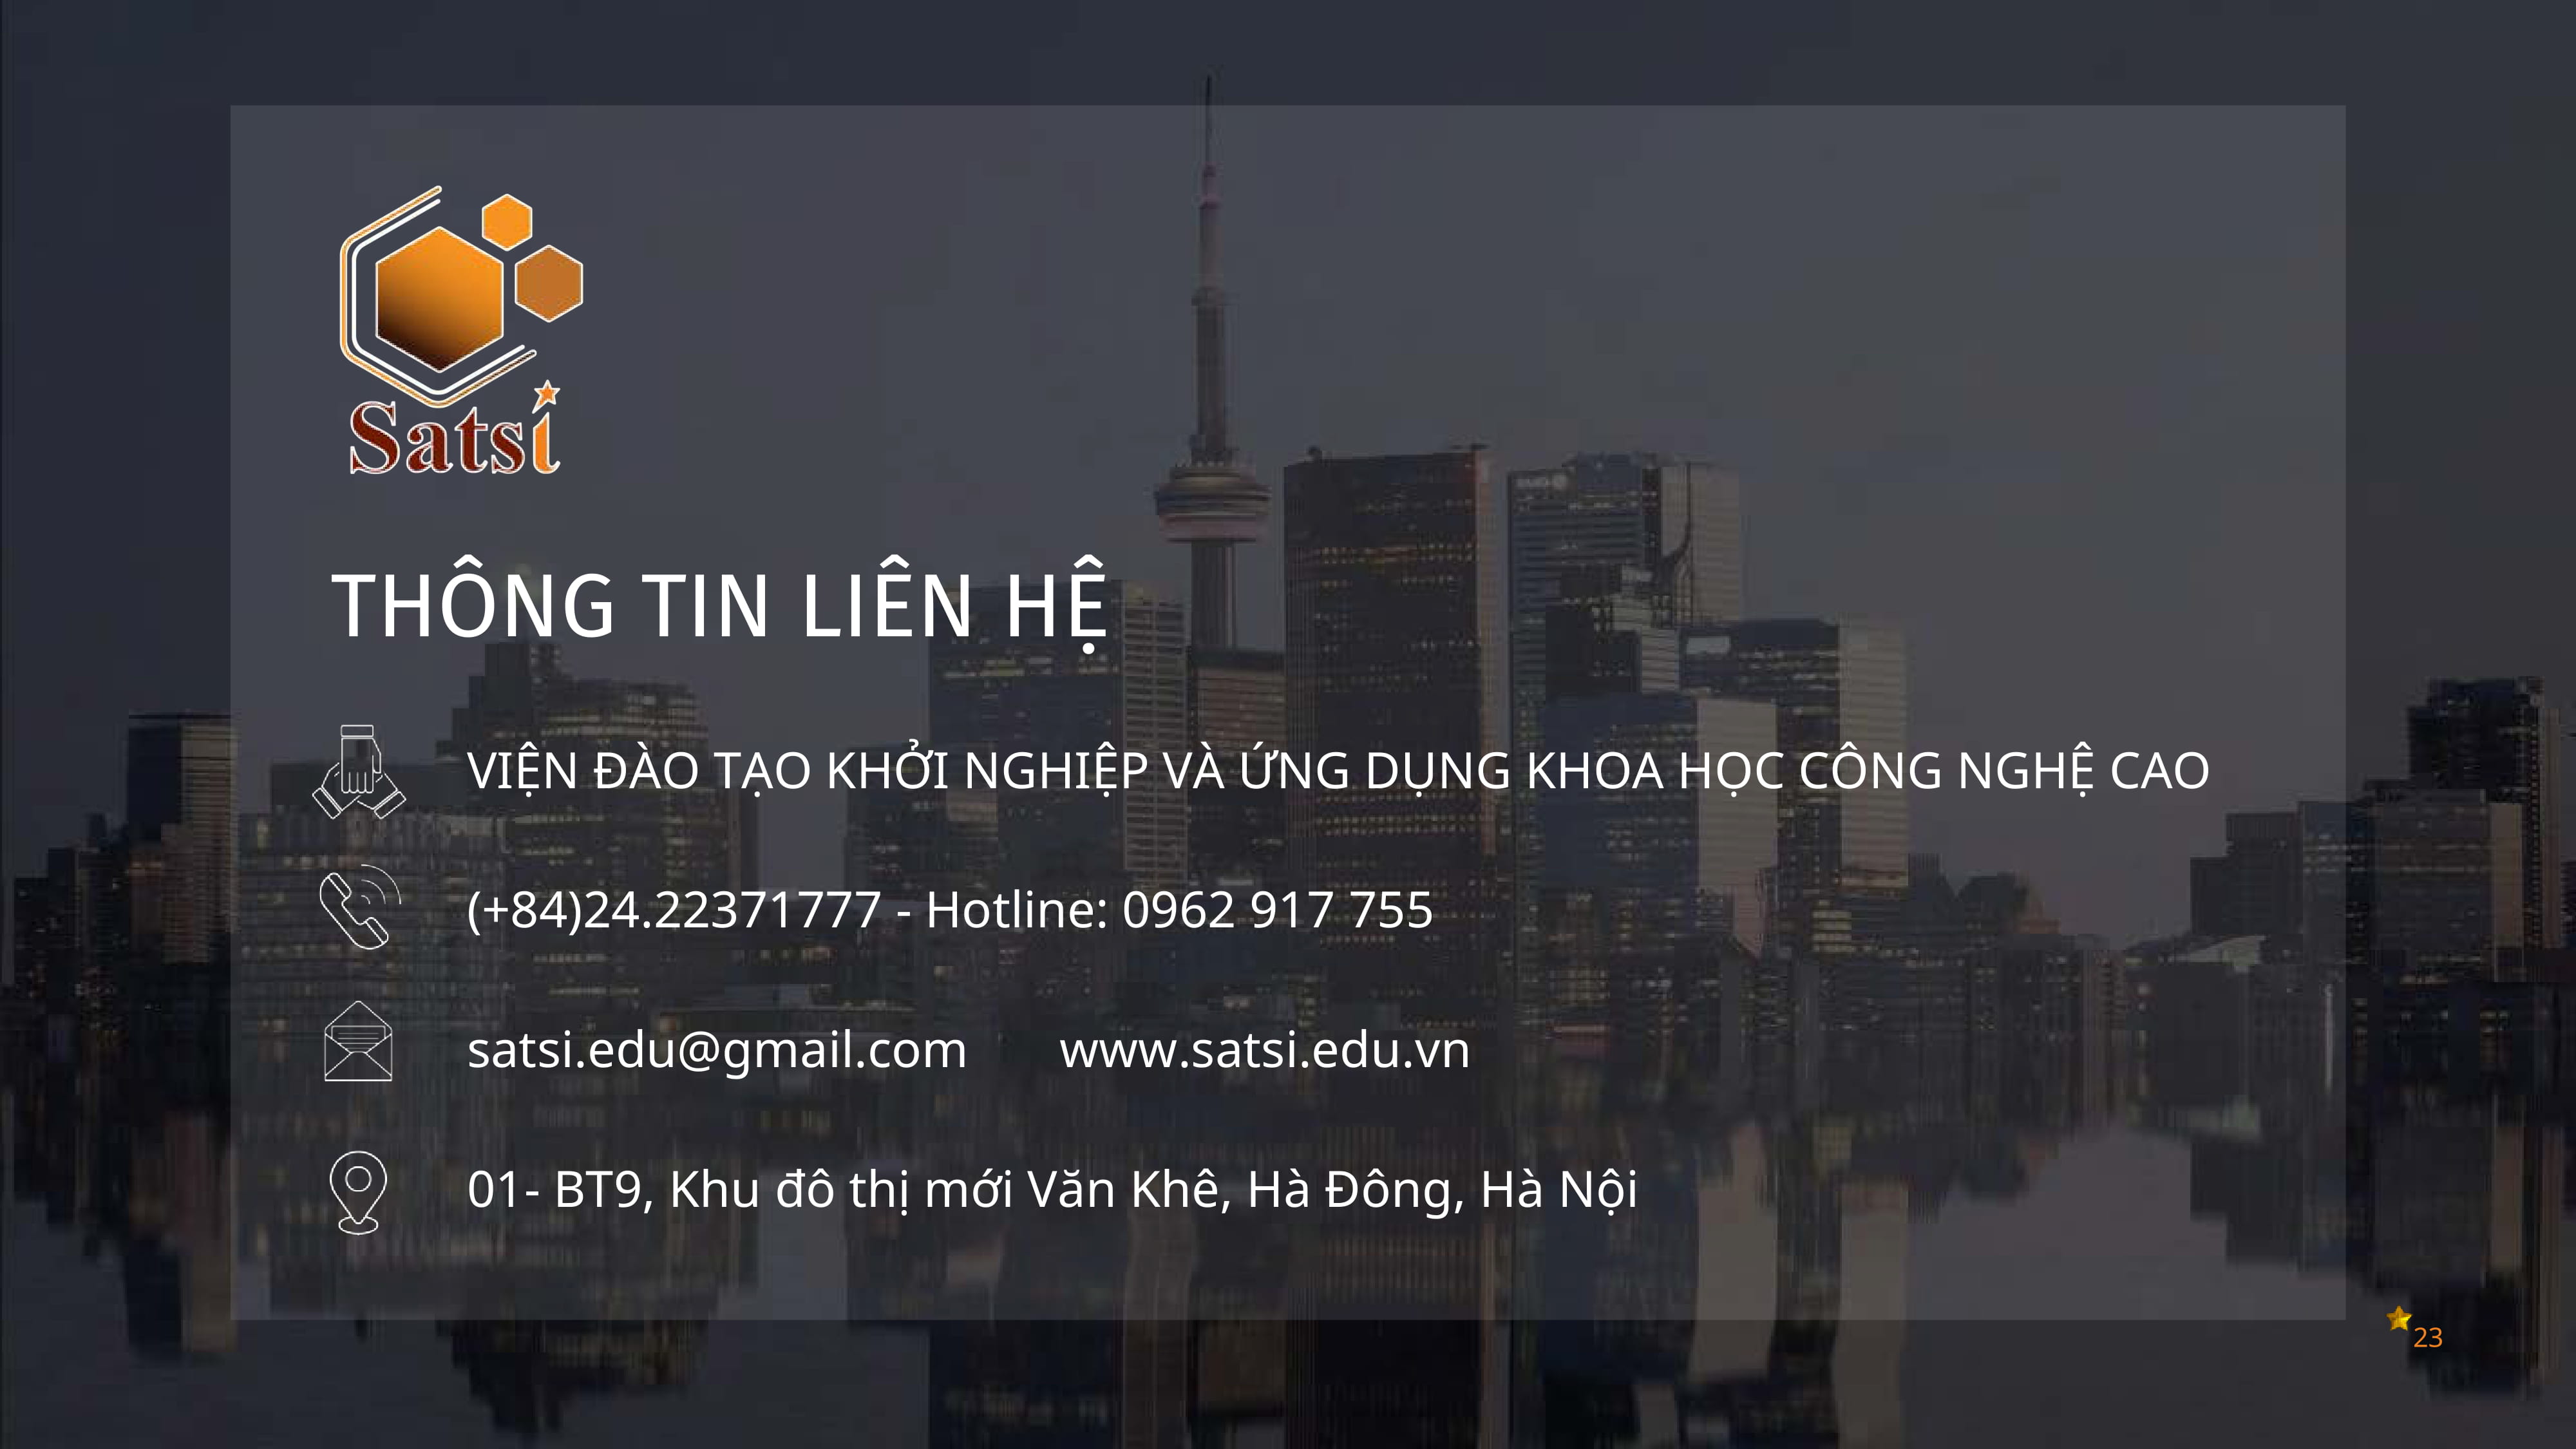 Satsi
THÔNG TIN LIÊN HỆ
VIỆN ĐÀO TẠO KHỞI NGHIỆP VÀ ỨNG DỤNG KHOA HỌC CÔNG NGHỆ CAO
(+84)24.22371777 - Hotline: 0962 917 755
satsi.edu@gmail.com www.satsi.edu.vn
01- BT9, Khu đô thị mới Văn Khê, Hà Đông, Hà Nội
23